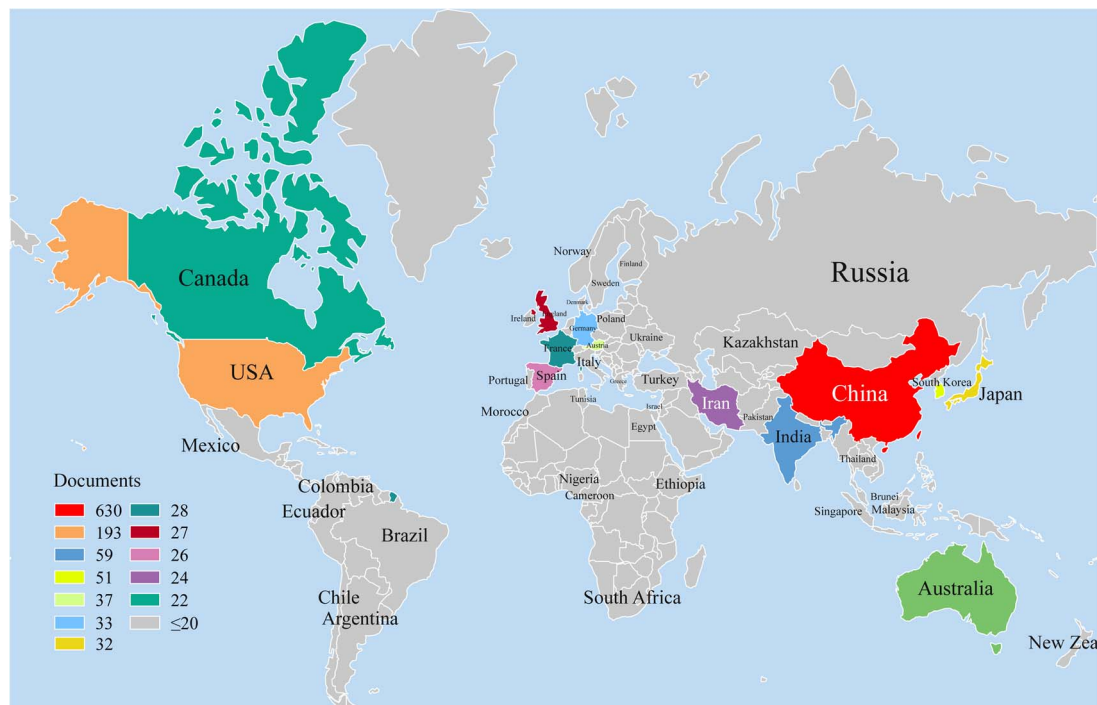 Norway
Finland
Sweden
Canada
Russia
Denmark
Ireland
Poland
Germany
Ukraine
France
Austria
Kazakhstan
Italy
USA
Spain
Greece
Turkey
South Korea
Portugal
Iran
China
Japan
Tunisia
Israel
Morocco
Pakistan
Egypt
India
Mexico
Thailand
Documents
Colombia
Nigeria
Ethiopia
Cameroon
Brunei
Ecuador
Singapore
Malaysia
Brazil
630
28
193
27
59
26
51
24
37
22
33
≤20
32
Australia
Chile
South Africa
Argentina
New Zea